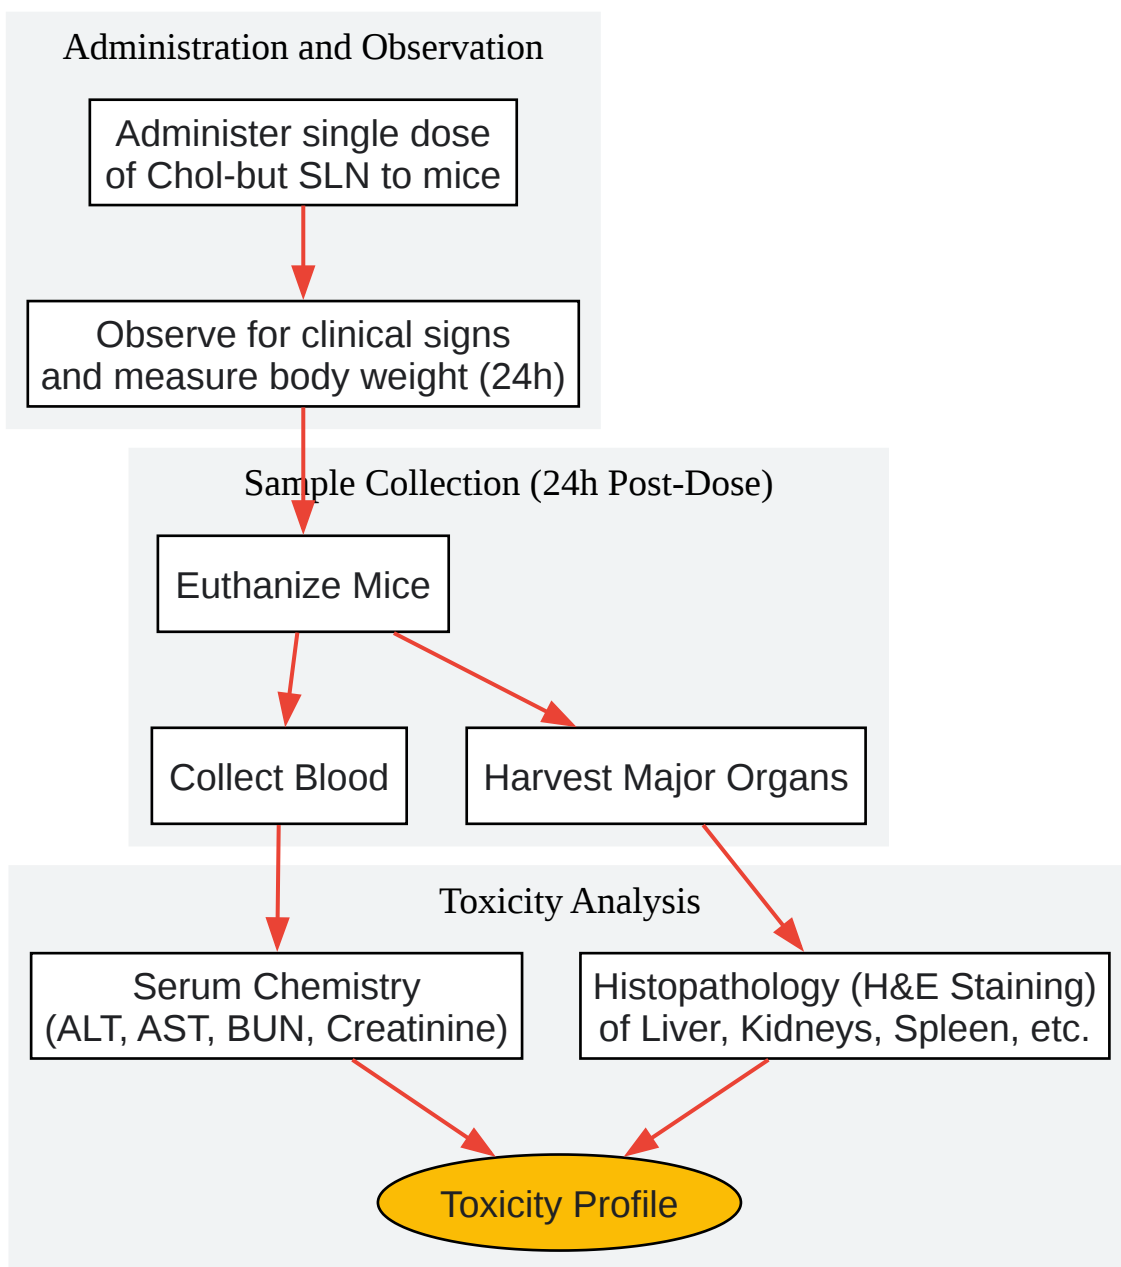 Administration and Observation
Administer single dose
of Chol-but SLN to mice
Observe for clinical signs
and measure body weight (24h)
Sample Collection (24h Post-Dose)
Euthanize Mice
Collect Blood
Harvest Major Organs
Toxicity Analysis
Serum Chemistry
(ALT, AST, BUN, Creatinine)
Histopathology (H&E Staining)
of Liver, Kidneys, Spleen, etc.
Toxicity Profile